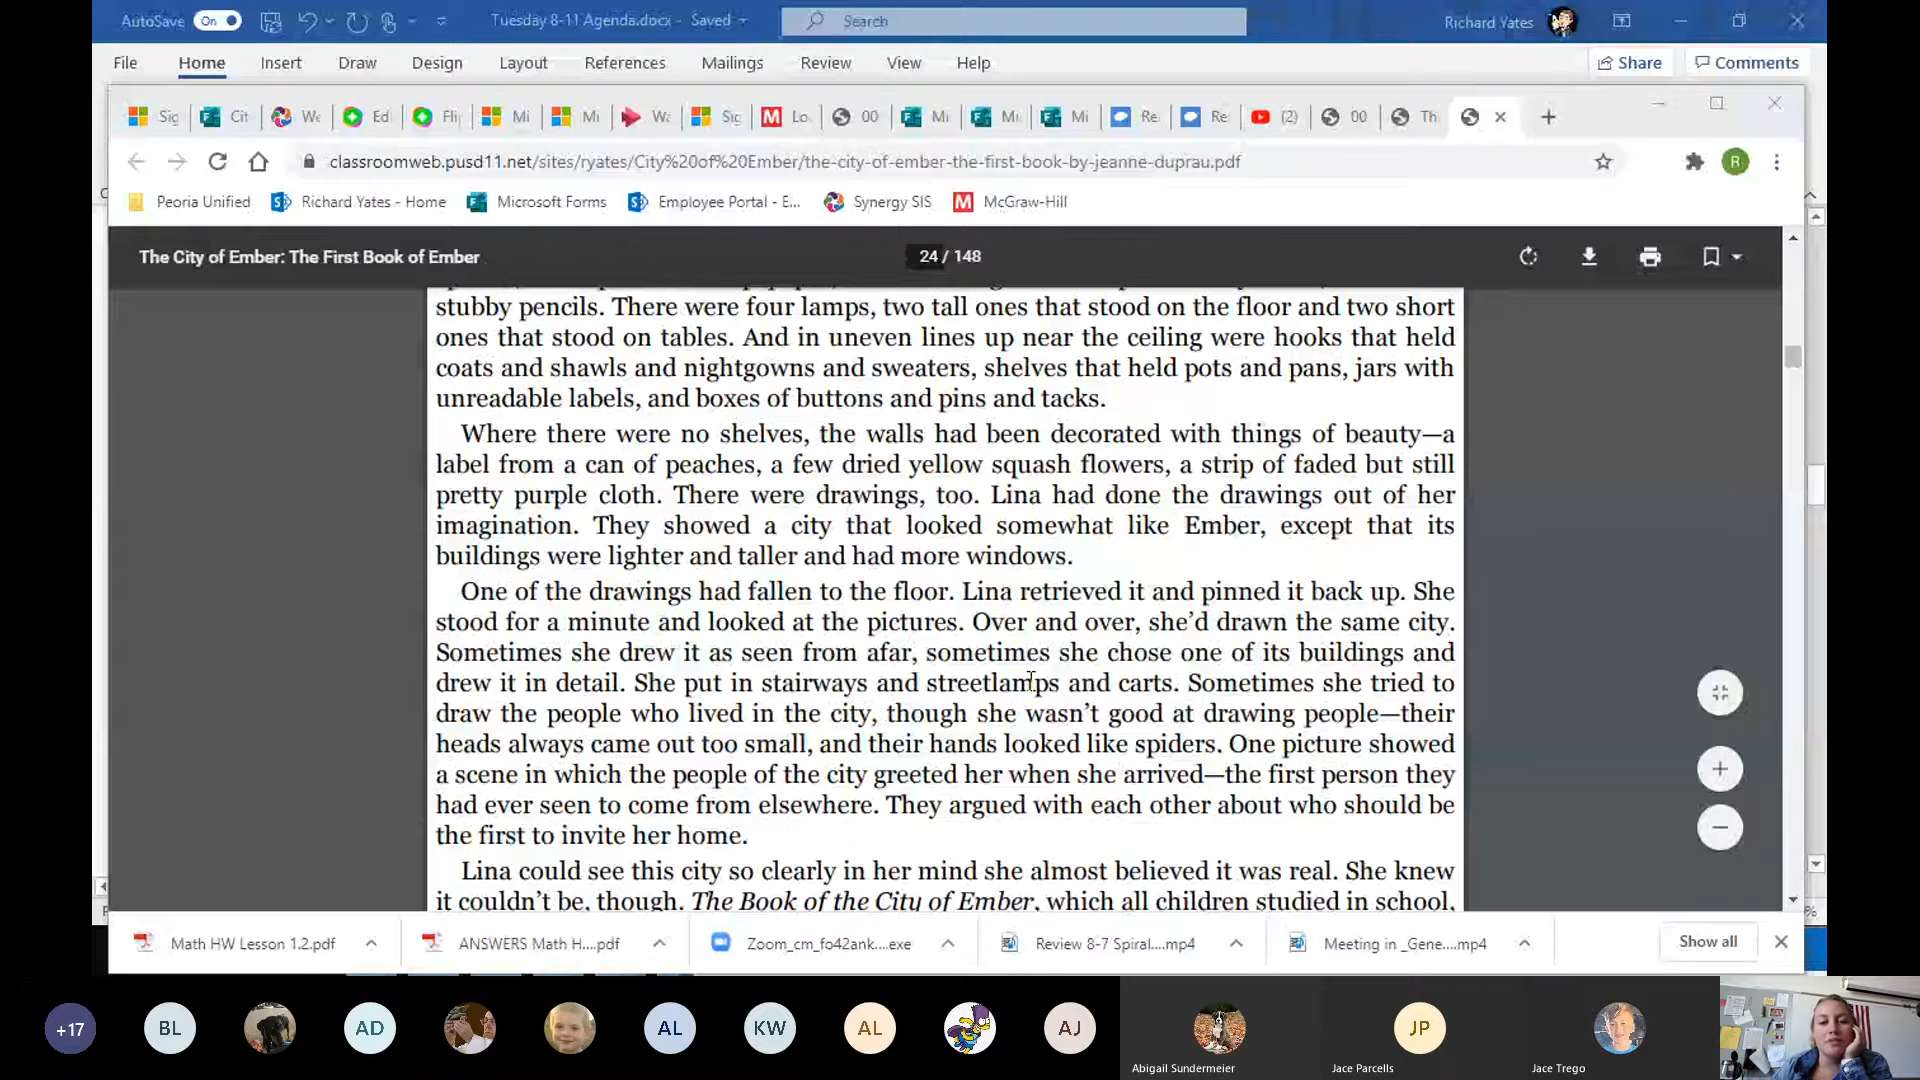 AutoSave On Tuesday 8-11 Agenda.docx - Saved Search Richard Yates
File Home Insert Draw Design Layout References Mailings Review View Help Share Comments
Sig Cit We Ed Fli Mi Mi Wa Sig Lo 00 Mi Mi Mi Re Re (2) 00 Th
classroomweb.pusd11.net/sites/ryates/City%20of%20Ember/the-city-of-ember-the-first-book-by-jeanne-duprau.pdf R
Peoria Unified Richard Yates - Home Microsoft Forms Employee Portal - E... Synergy SIS McGraw-Hill
The City of Ember: The First Book of Ember 24 / 148
stubby pencils. There were four lamps, two tall ones that stood on the floor and two short
ones that stood on tables. And in uneven lines up near the ceiling were hooks that held
coats and shawls and nightgowns and sweaters, shelves that held pots and pans, jars with
unreadable labels, and boxes of buttons and pins and tacks.
Where there were no shelves, the walls had been decorated with things of beauty—a
label from a can of peaches, a few dried yellow squash flowers, a strip of faded but still
pretty purple cloth. There were drawings, too. Lina had done the drawings out of her
imagination. They showed a city that looked somewhat like Ember, except that its
buildings were lighter and taller and had more windows.
One of the drawings had fallen to the floor. Lina retrieved it and pinned it back up. She
stood for a minute and looked at the pictures. Over and over, she’d drawn the same city.
Sometimes she drew it as seen from afar, sometimes she chose one of its buildings and
drew it in detail. She put in stairways and streetlamps and carts. Sometimes she tried to
draw the people who lived in the city, though she wasn’t good at drawing people—their
heads always came out too small, and their hands looked like spiders. One picture showed
a scene in which the people of the city greeted her when she arrived—the first person they
had ever seen to come from elsewhere. They argued with each other about who should be
the first to invite her home.
Lina could see this city so clearly in her mind she almost believed it was real. She knew
it couldn’t be, though. The Book of the City of Ember, which all children studied in school,
Math HW Lesson 1.2.pdf ANSWERS Math H....pdf Zoom_cm_fo42ank....exe Review 8-7 Spiral....mp4 Meeting in _Gene....mp4 Show all
+17 BL AD AL KW AL AJ JP
Abigail Sundermeier Jace Parcells Jace Trego